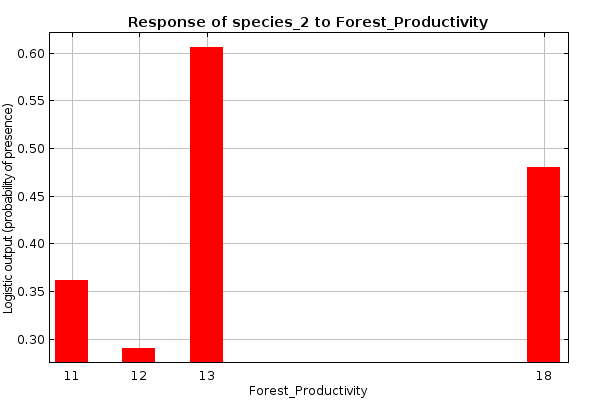 Response of species_2 to Forest_Productivity
Logistic output (probability of presence)
0.60
0.55
0.50
0.45
0.40
0.35
0.30
11 12 13 18
Forest_Productivity